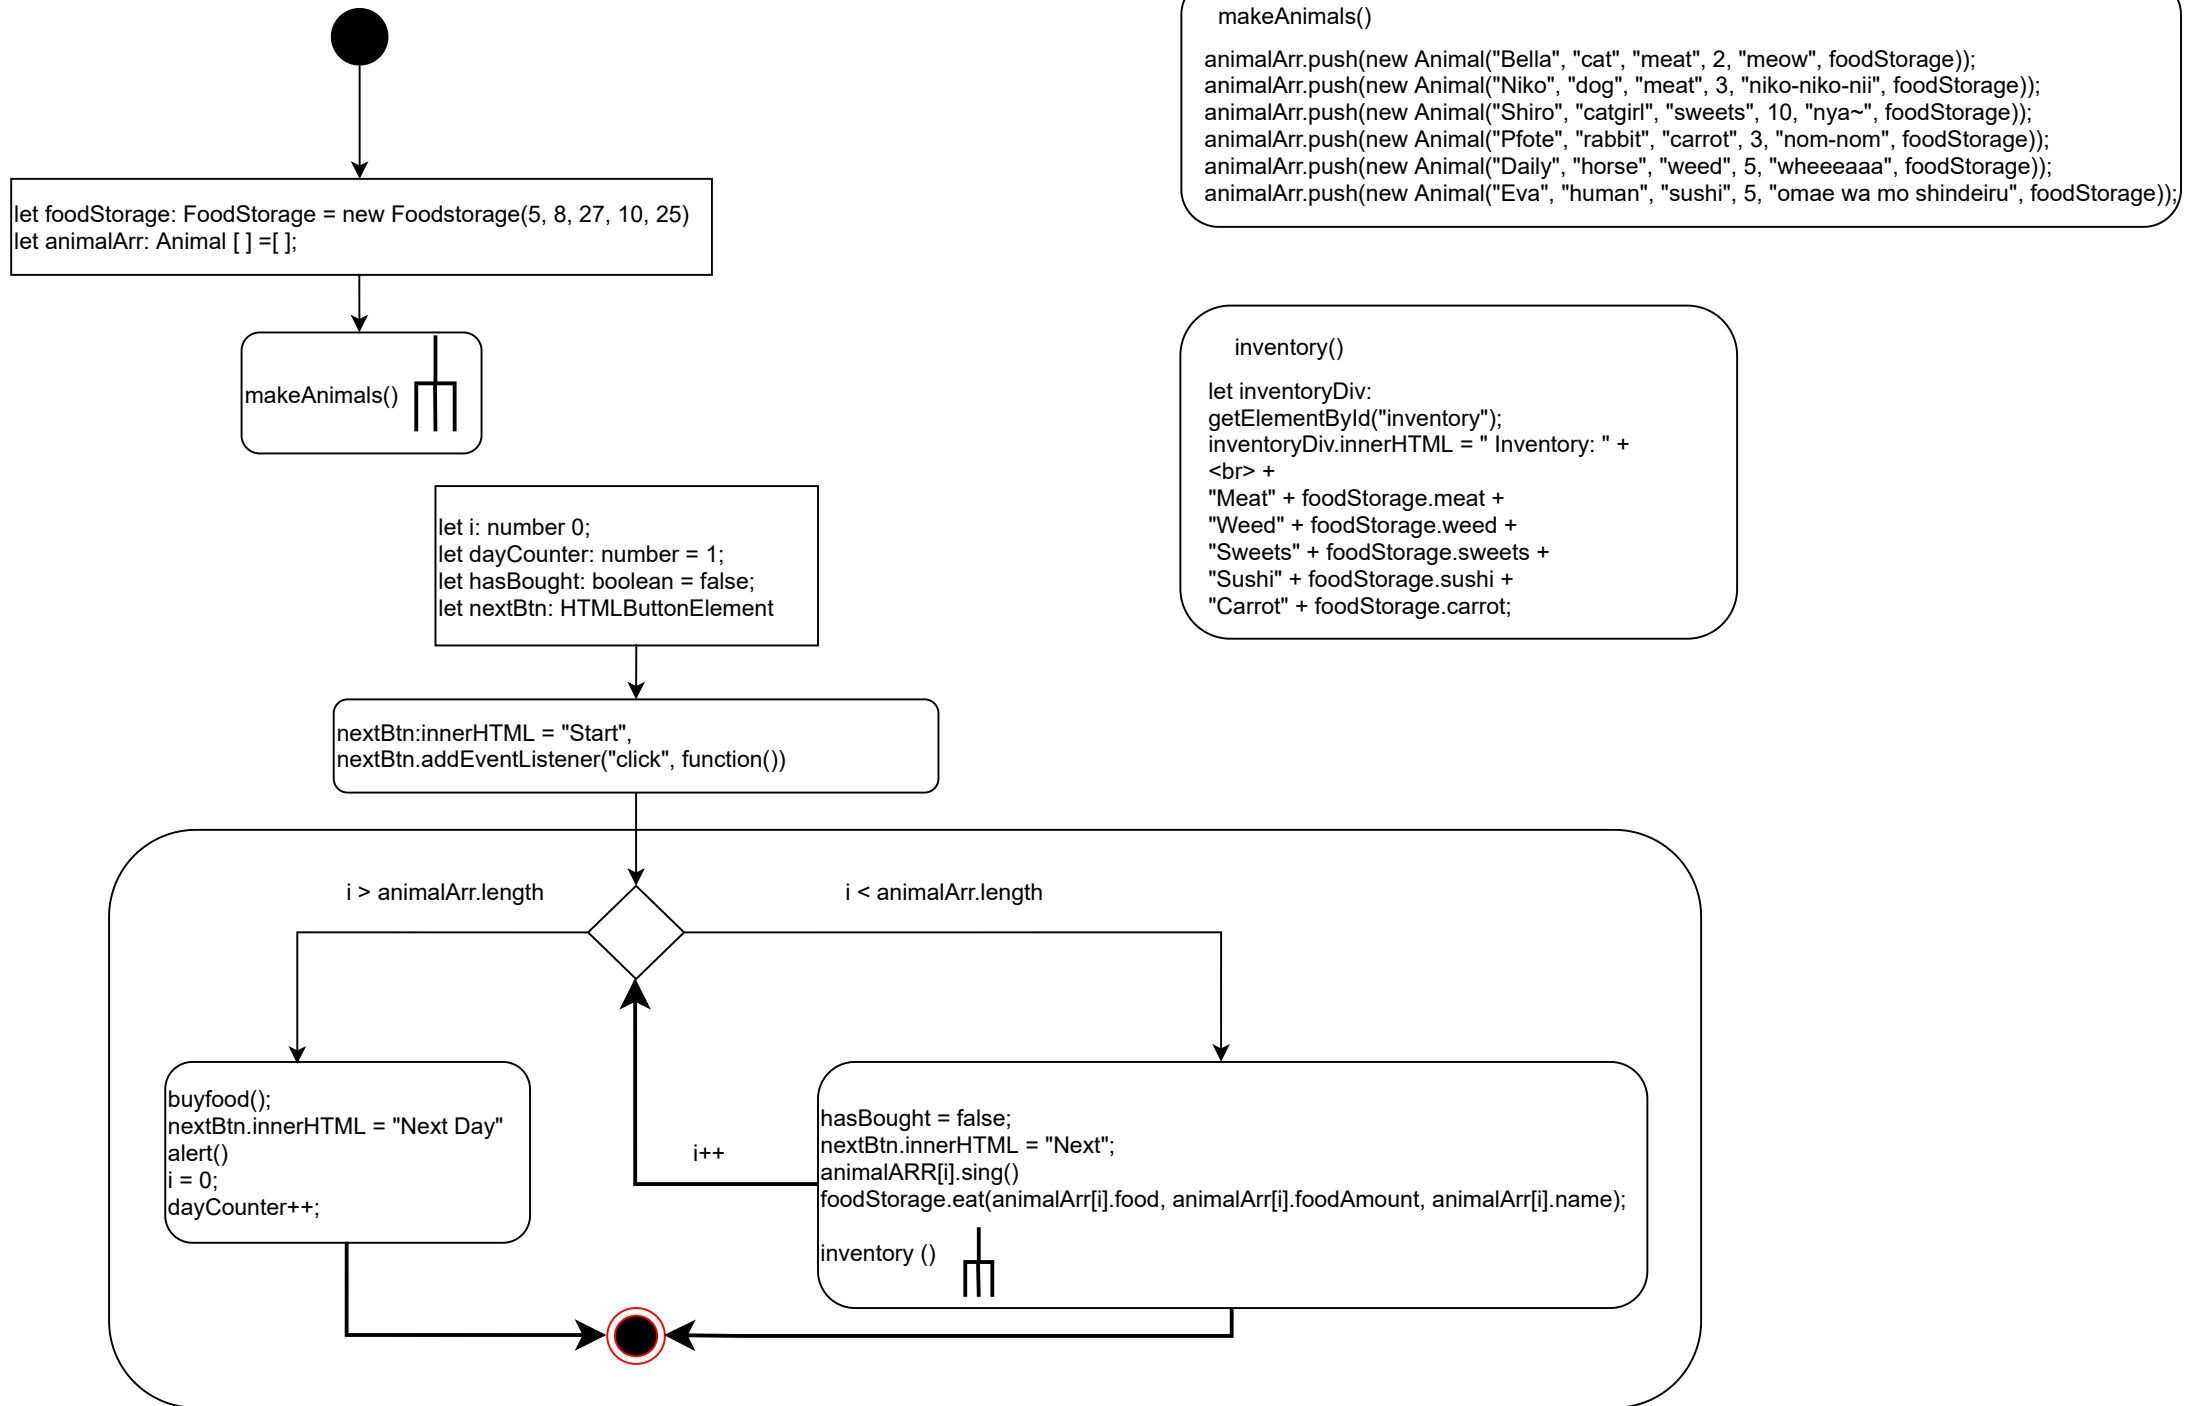 makeAnimals()
animalArr.push(new Animal("Bella", "cat", "meat", 2, "meow", foodStorage));
animalArr.push(new Animal("Niko", "dog", "meat", 3, "niko-niko-nii", foodStorage));
animalArr.push(new Animal("Shiro", "catgirl", "sweets", 10, "nya~", foodStorage));
animalArr.push(new Animal("Pfote", "rabbit", "carrot", 3, "nom-nom", foodStorage));
animalArr.push(new Animal("Daily", "horse", "weed", 5, "wheeeaaa", foodStorage));
animalArr.push(new Animal("Eva", "human", "sushi", 5, "omae wa mo shindeiru", foodStorage));
let foodStorage: FoodStorage = new Foodstorage(5, 8, 27, 10, 25)
let animalArr: Animal [ ] =[ ];
makeAnimals()
inventory()
let inventoryDiv:
getElementById("inventory");
inventoryDiv.innerHTML = " Inventory: " +
<br> +
"Meat" + foodStorage.meat +
"Weed" + foodStorage.weed +
"Sweets" + foodStorage.sweets +
"Sushi" + foodStorage.sushi +
"Carrot" + foodStorage.carrot;
let i: number 0;
let dayCounter: number = 1;
let hasBought: boolean = false;
let nextBtn: HTMLButtonElement
nextBtn:innerHTML = "Start",
nextBtn.addEventListener("click", function())
i > animalArr.length
i < animalArr.length
buyfood();
nextBtn.innerHTML = "Next Day"
alert()
i = 0;
dayCounter++;
i++
hasBought = false;
nextBtn.innerHTML = "Next";
animalARR[i].sing()
foodStorage.eat(animalArr[i].food, animalArr[i].foodAmount, animalArr[i].name);
inventory ()